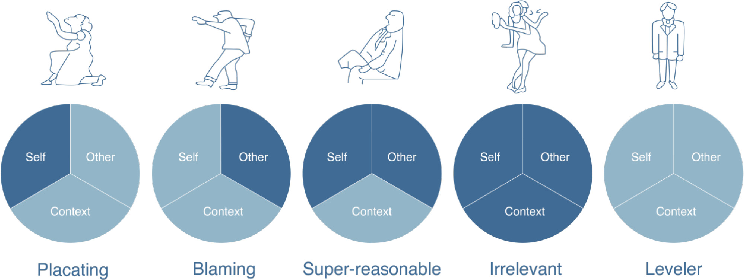 Self Other Self Other Self Other Self Other Self Other
Context Context Context Context Context
Placating Blaming Super-reasonable Irrelevant Leveler